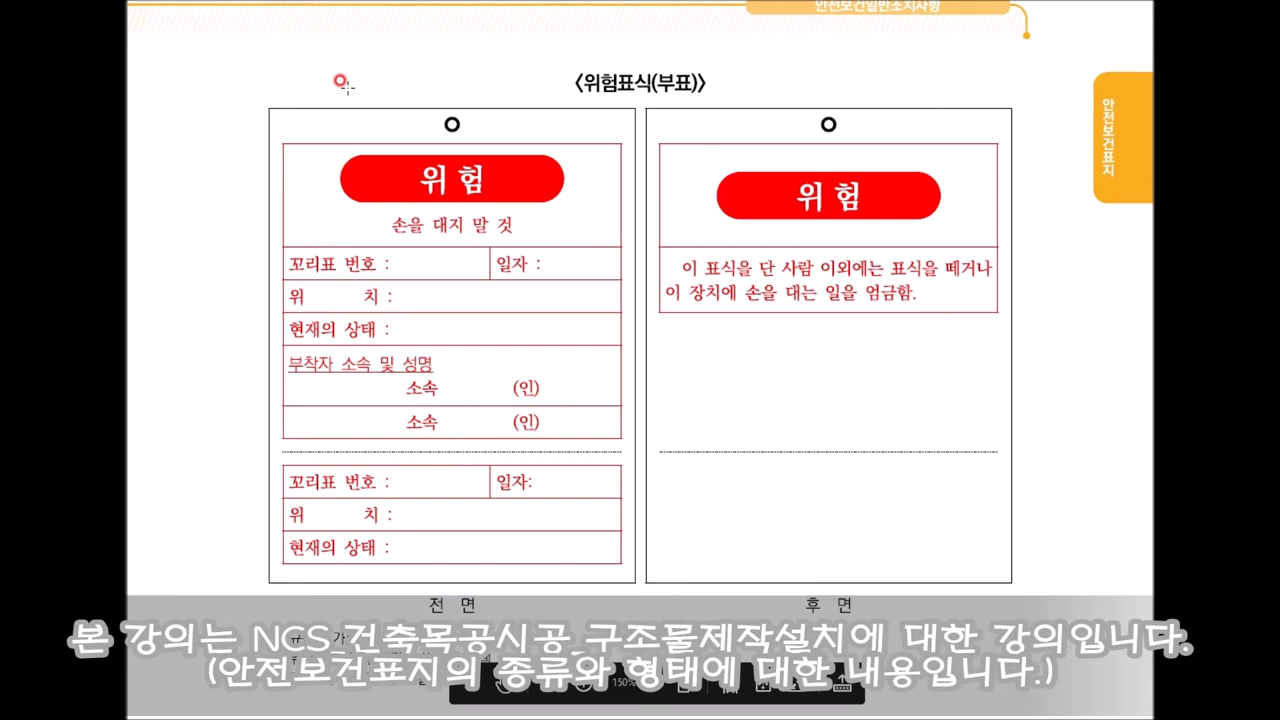 안전보건일반조치사항
안전보건표지
〈위험표식(부표)〉
위 험
손을 대지 말 것
꼬리표 번호 : 일자 :
위 치 :
현재의 상태 :
부착자 소속 및 성명
소속 (인)
소속 (인)
꼬리표 번호 : 일자:
위 치 :
현재의 상태 :
전 면
위 험
이 표식을 단 사람 이외에는 표식을 떼거나
이 장치에 손을 대는 일을 엄금함.
후 면
본 강의는 NCS_건축목공시공_구조물제작설치에 대한 강의입니다.
(안전보건표지의 종류와 형태에 대한 내용입니다.)
150%